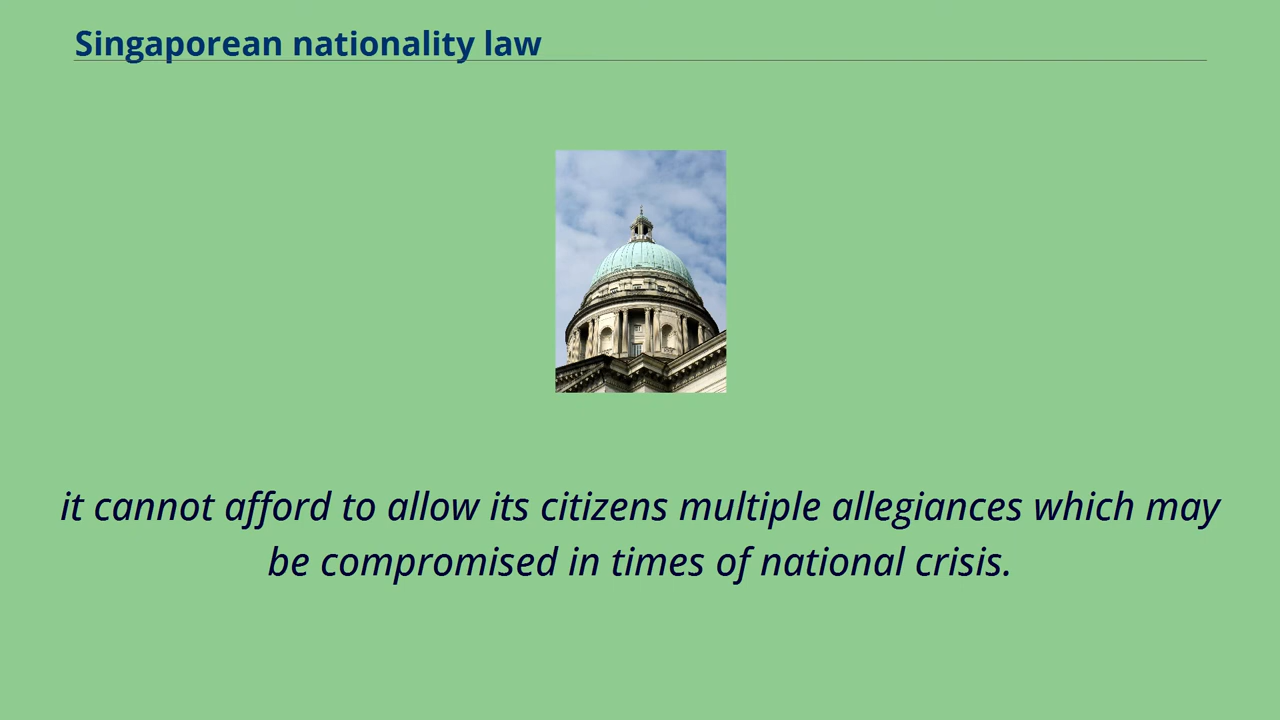 Singaporean nationality law
it cannot afford to allow its citizens multiple allegiances which may
be compromised in times of national crisis.